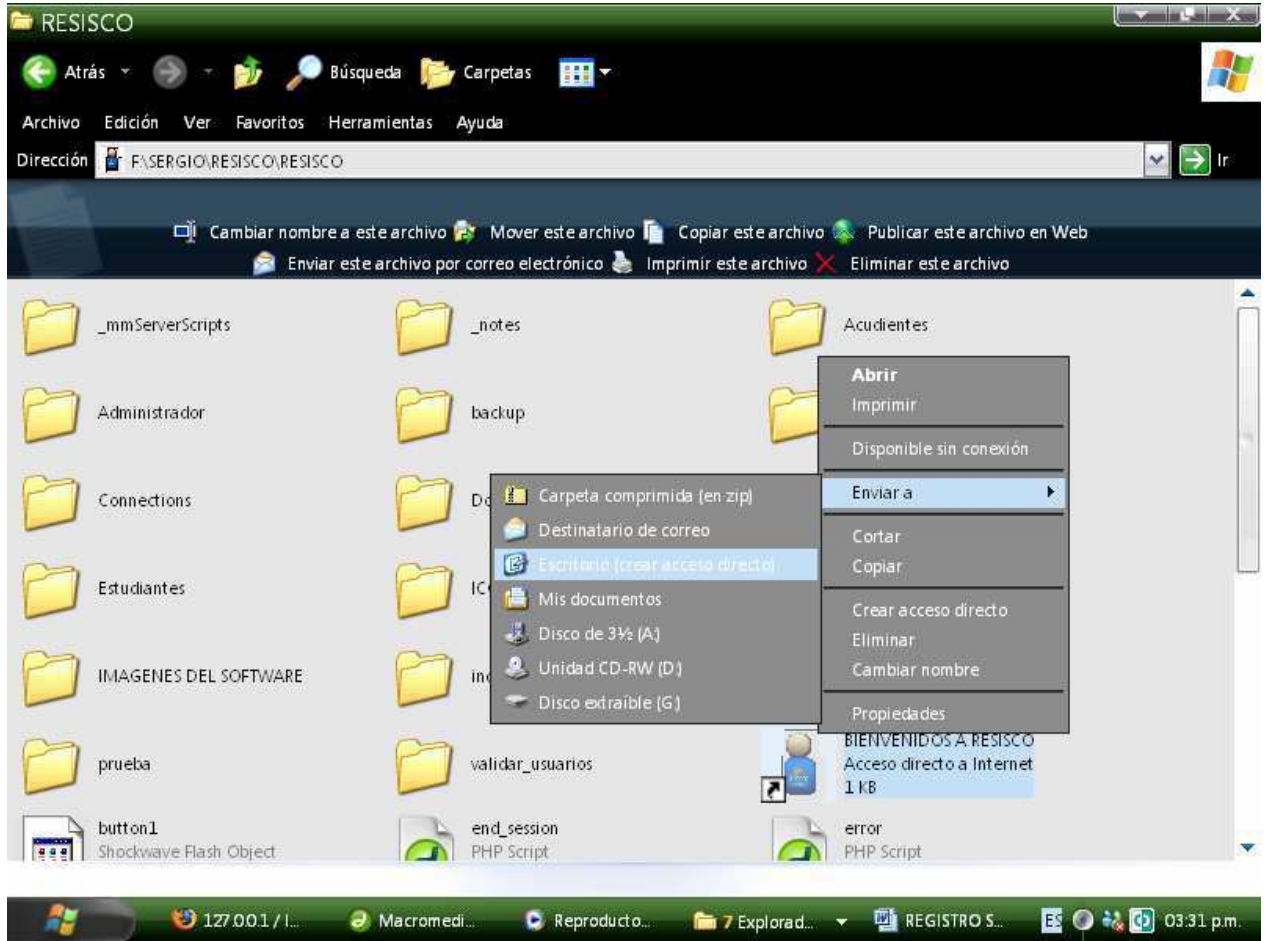 RESISCO
Atrás Búsqueda Carpetas
Archivo Edición Ver Favoritos Herramientas Ayuda
Dirección F:\SERGIO\RESISCO\RESISCO Ir
Cambiar nombre a este archivo Mover este archivo Copiar este archivo Publicar este archivo en Web
Enviar este archivo por correo electrónico Imprimir este archivo Eliminar este archivo
_mmServerScripts _notes Acudientes
Administrador backup
Connections
Estudiantes
IMAGENES DEL SOFTWARE
prueba validar_usuarios
Abrir
Imprimir
Disponible sin conexión
Enviar a
Cortar
Copiar
Crear acceso directo
Eliminar
Cambiar nombre
Propiedades
Carpeta comprimida (en zip)
Destinatario de correo
Escritorio (crear acceso directo)
Mis documentos
Disco de 3½ (A:)
Unidad CD-RW (D:)
Disco extraíble (G:)
BIENVENIDOS A RESISCO
Acceso directo a Internet
1 KB
button1 end_session error
Shockwave Flash Object PHP Script PHP Script
127.0.0.1 / l... Macromedi... Reproducto... 7 Explorad... REGISTRO S... ES 03:31 p.m.